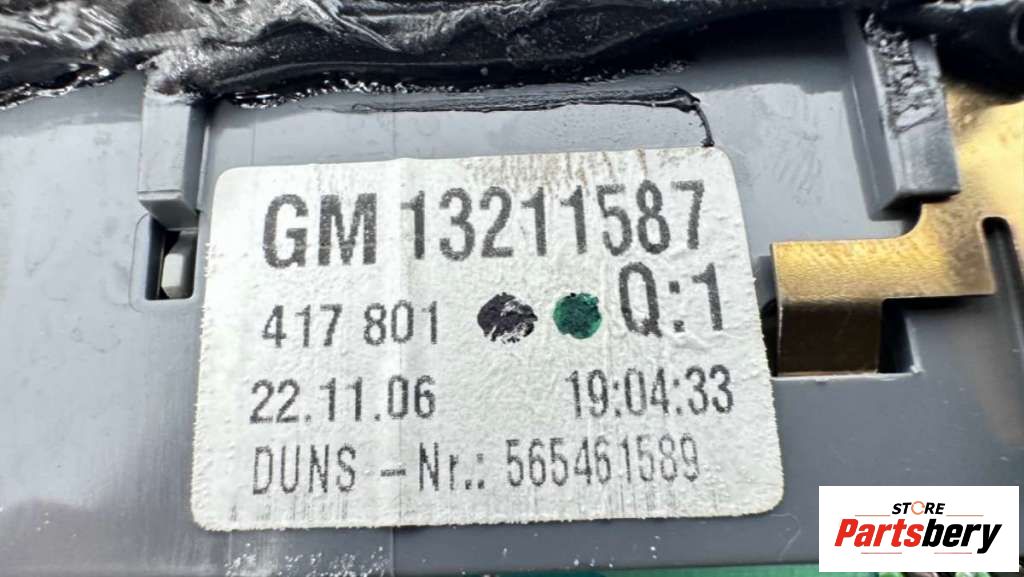 GM 13211587
417 801 Q:1
22.11.06 19:04:33
DUNS - Nr.: 565461589
STORE
Partsbery